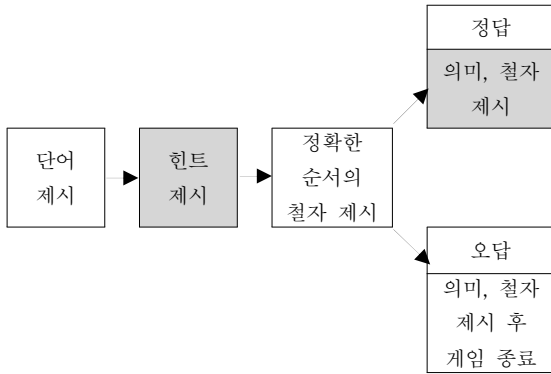 단어
제시
힌트
제시
정확한
순서의
철자 제시
정답
의미, 철자
제시
오답
의미, 철자
제시 후
게임 종료